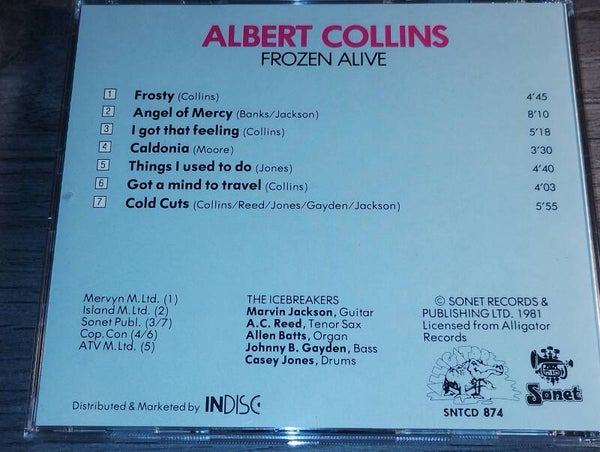 ALBERT COLLINS
FROZEN ALIVE
1 Frosty (Collins) 4'45
2 Angel of Mercy (Banks/Jackson) 8'10
3 I got that feeling (Collins) 5'18
4 Caldonia (Moore) 3'30
5 Things I used to do (Jones) 4'40
6 Got a mind to travel (Collins) 4'03
7 Cold Cuts (Collins/Reed/Jones/Gayden/Jackson) 5'55
Mervyn M.Ltd. (1)
Island M.Ltd. (2)
Sonet Publ. (3/7)
Cop.Con (4/6)
ATV M.Ltd. (5)
THE ICEBREAKERS
Marvin Jackson, Guitar
A.C. Reed, Tenor Sax
Allen Batts, Organ
Johnny B. Gayden, Bass
Casey Jones, Drums
© SONET RECORDS &
PUBLISHING LTD. 1981
Licensed from Alligator
Records
ALLIGATOR
Sonet
SNTCD 874
Distributed & Marketed by INDISC